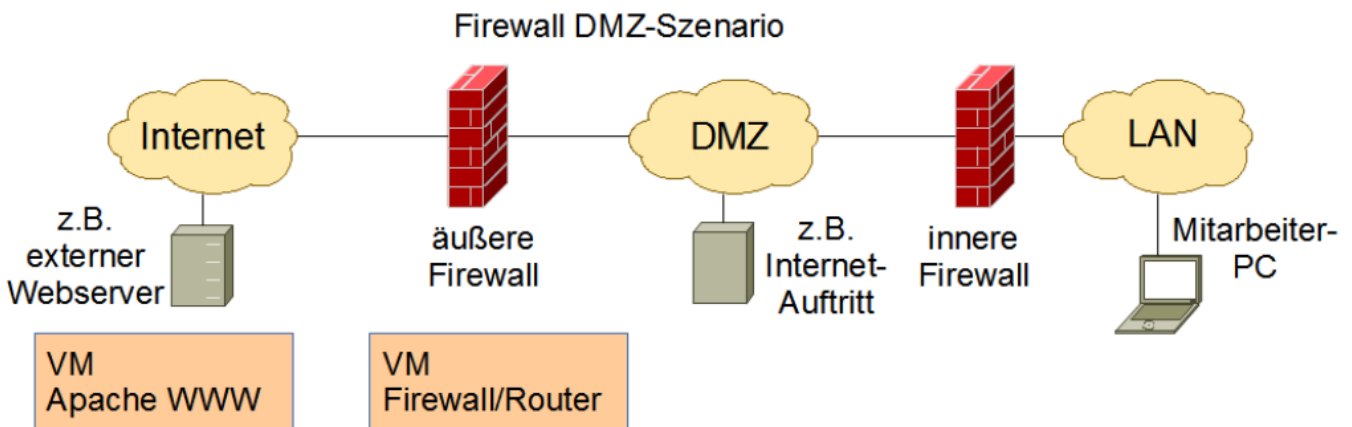 Firewall DMZ-Szenario
Internet
DMZ
LAN
z.B.
externer
Webserver
äußere
Firewall
z.B.
Internet-
Auftritt
innere
Firewall
Mitarbeiter-
PC
VM
Apache WWW
VM
Firewall/Router